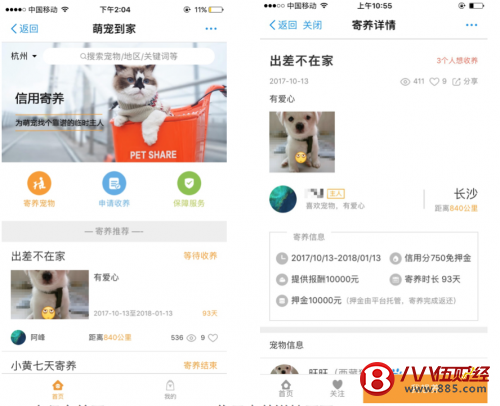 中国移动
下午2:04
11%
返回
萌宠到家
杭州
搜索宠物/地区/关键词等
信用寄养
为萌宠找个靠谱的临时主人
PET SHARE
寄养宠物
申请收养
保障服务
寄养推荐
出差不在家
等待收养
有爱心
2017-10-13至2018-01-13
93天
阿峰
距离840公里
536
9
小黄七天寄养
寄养结束
首页
我的
中国移动
上午10:55
返回 关闭
寄养详情
出差不在家
3个人想收养
2017-10-13
411
9
分享
有爱心
主人
喜欢宠物，有爱心
长沙
距离840公里
寄养信息
2017/10/13-2018/01/13
信用分750免押金
提供报酬10000元
寄养时长 93天
押金10000元（押金由平台托管，寄养完成返还）
宠物信息
旺旺
首页
关注
八八伍财经
www.885.com